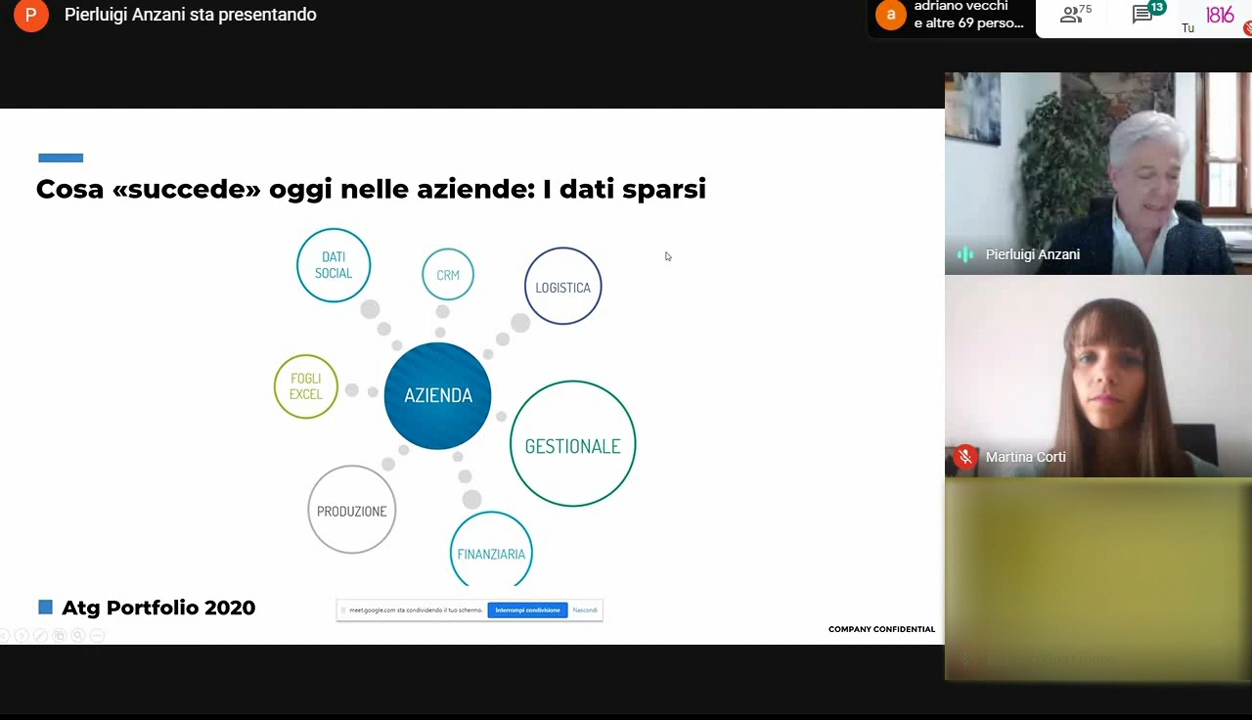 P
Pierluigi Anzani sta presentando
a
adriano vecchi
e altre 69 perso...
75
13
Tu
1816
Cosa «succede» oggi nelle aziende: I dati sparsi
DATI
SOCIAL
CRM
LOGISTICA
FOGLI
EXCEL
AZIENDA
GESTIONALE
PRODUZIONE
FINANZIARIA
Atg Portfolio 2020
meet.google.com sta condividendo il tuo schermo.
Interrompi condivisione
Nascondi
COMPANY CONFIDENTIAL
Pierluigi Anzani
Martina Corti